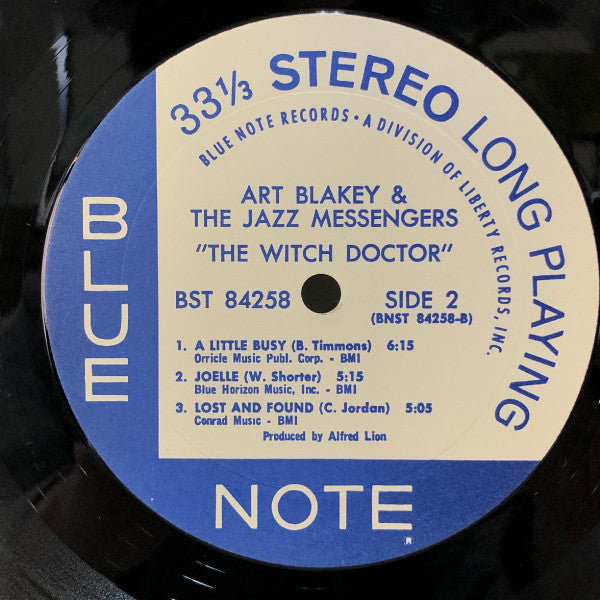 33⅓ STEREO LONG PLAYING
BLUE NOTE RECORDS • A DIVISION OF LIBERTY RECORDS, INC.
ART BLAKEY &
THE JAZZ MESSENGERS
"THE WITCH DOCTOR"
BST 84258
SIDE 2
(BNST 84258-B)
1. A LITTLE BUSY (B. Timmons) 6:15
Orricle Music Publ. Corp. - BMI
2. JOELLE (W. Shorter) 5:15
Blue Horizon Music, Inc. - BMI
3. LOST AND FOUND (C. Jordan) 5:05
Conrad Music - BMI
Produced by Alfred Lion
BLUE
NOTE
R